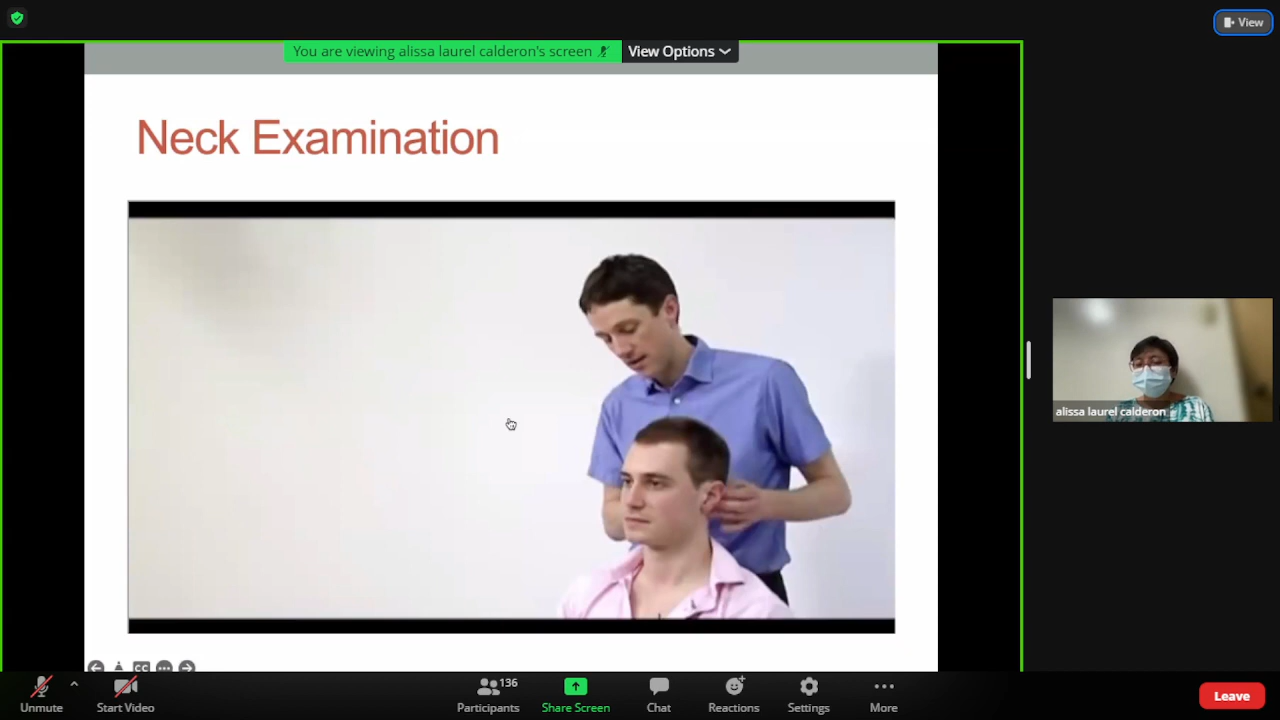 View
You are viewing alissa laurel calderon's screen
View Options
Neck Examination
alissa laurel calderon
CC
Unmute
Start Video
136
Participants
Share Screen
Chat
Reactions
Settings
More
Leave